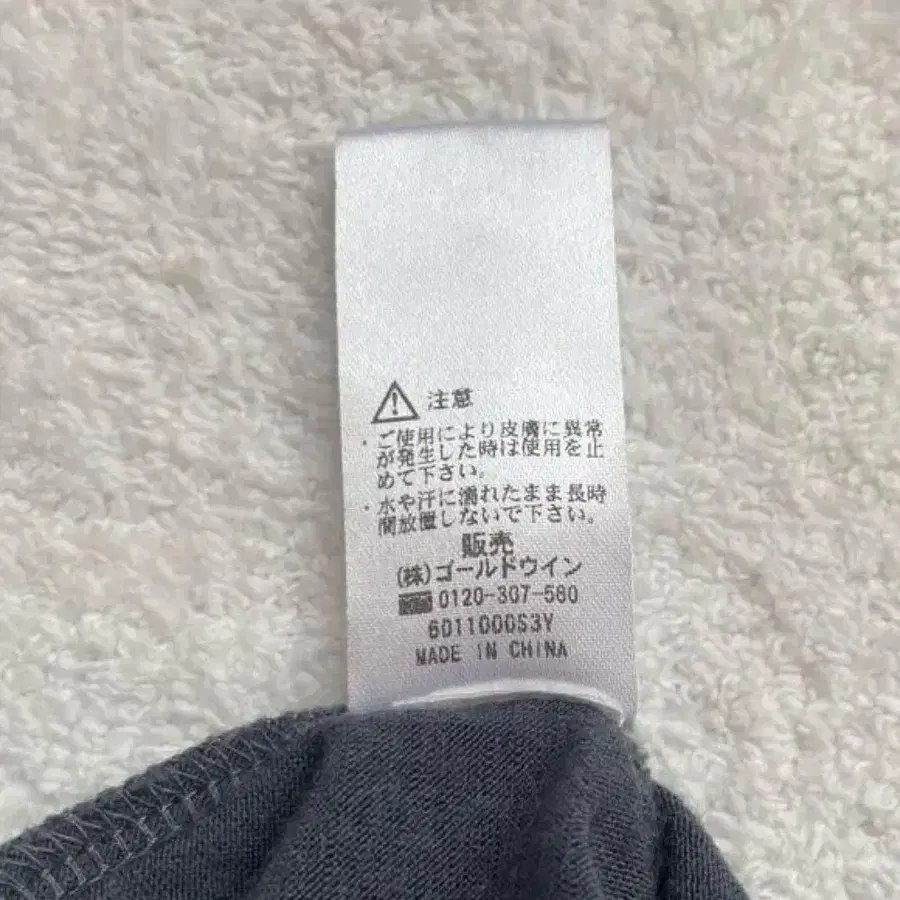 注意
・ご使用により皮膚に異常
が発生した時は使用を止
めて下さい。
・水や汗に濡れたまま長時
間放置しないで下さい。
販売
(株)ゴールドウイン
0120-307-560
6011000S3Y
MADE IN CHINA